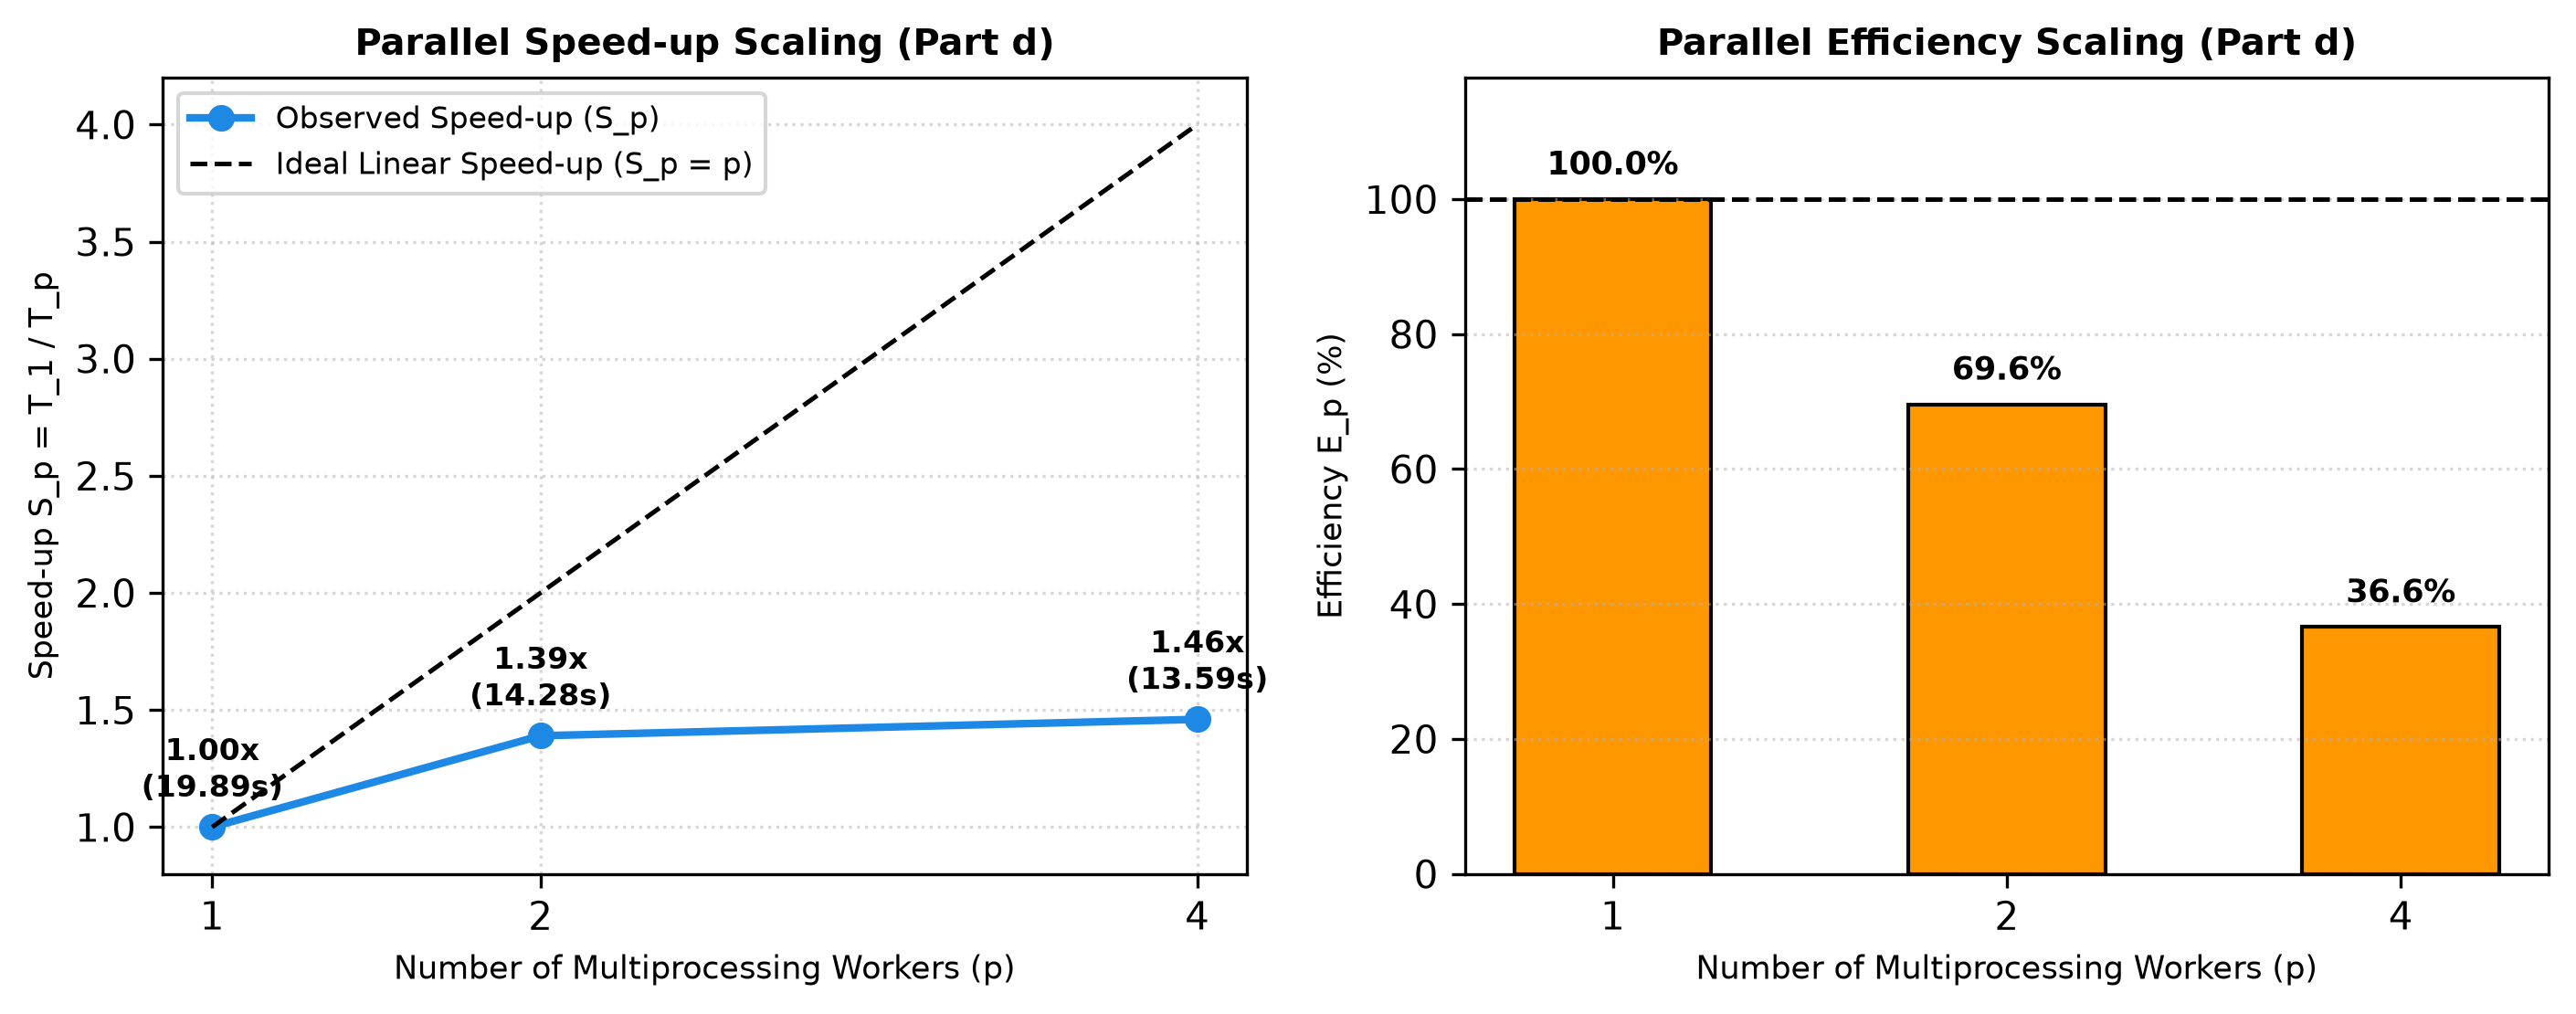 Parallel Speed-up Scaling (Part d)
Observed Speed-up (S_p)
Ideal Linear Speed-up (S_p = p)
Speed-up S_p = T_1 / T_p
4.0
3.5
3.0
2.5
2.0
1.5
1.0
1.00x
(19.89s)
1.39x
(14.28s)
1.46x
(13.59s)
1
2
4
Number of Multiprocessing Workers (p)
Parallel Efficiency Scaling (Part d)
Efficiency E_p (%)
100
80
60
40
20
0
100.0%
69.6%
36.6%
1
2
4
Number of Multiprocessing Workers (p)